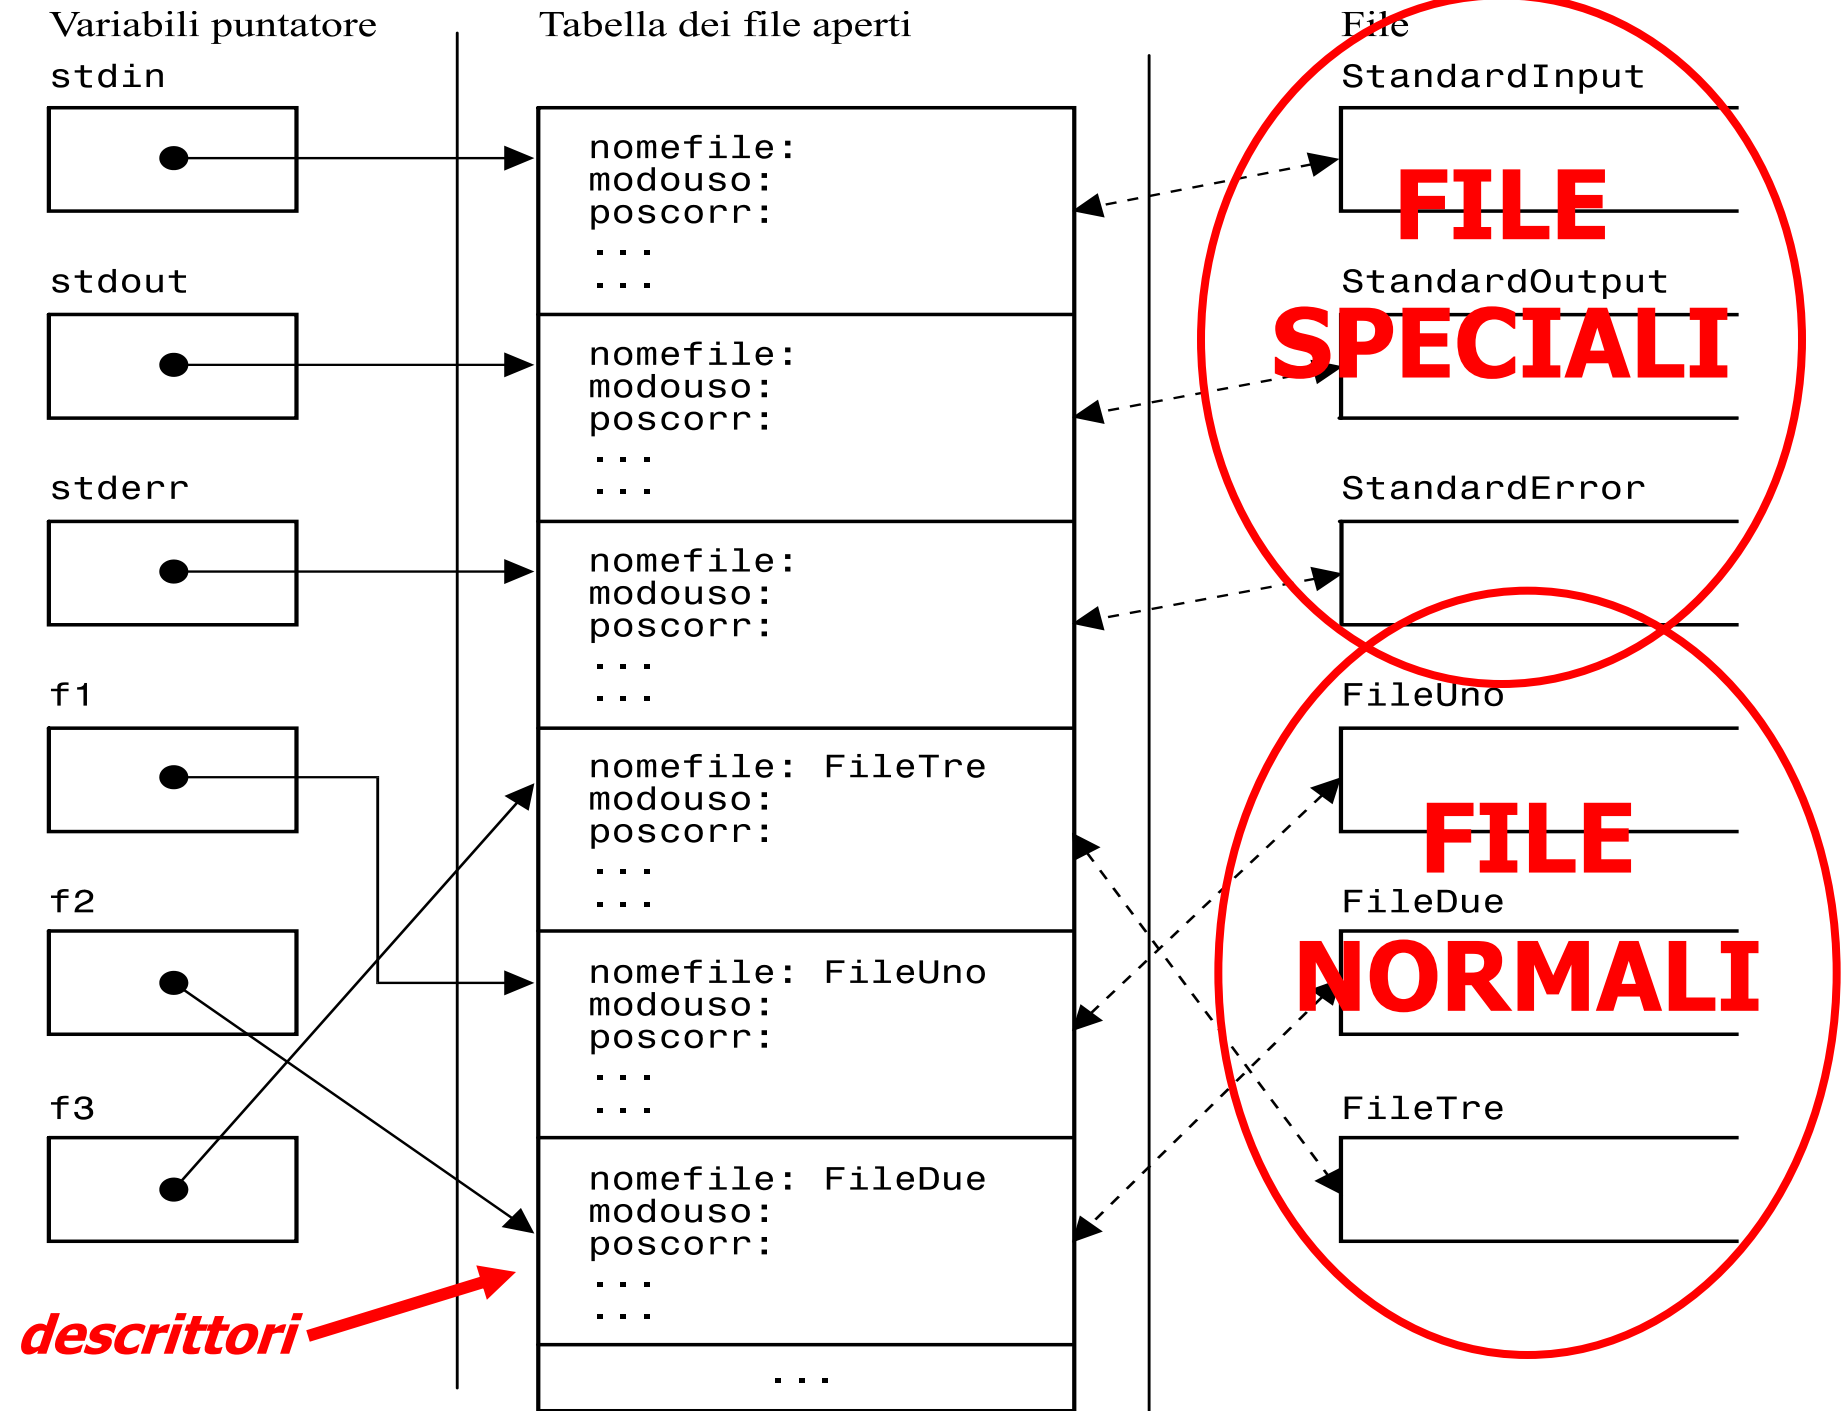 Variabili puntatore
stdin
stdout
stderr
f1
f2
f3
descrittori
Tabella dei file aperti
nomefile:
modouso:
poscorr:
...
...
nomefile:
modouso:
poscorr:
...
...
nomefile:
modouso:
poscorr:
...
...
nomefile: FileTre
modouso:
poscorr:
...
...
nomefile: FileUno
modouso:
poscorr:
...
...
nomefile: FileDue
modouso:
poscorr:
...
...
...
File
StandardInput
FILE
StandardOutput
SPECIALI
StandardError
FileUno
FILE
FileDue
NORMALI
FileTre